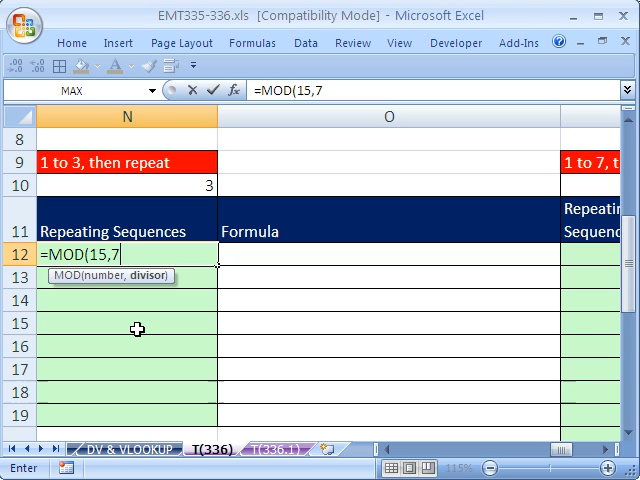 EMT335-336.xls [Compatibility Mode] - Microsoft Excel
Home Insert Page Layout Formulas Data Review View Developer Add-Ins
MAX =MOD(15,7
N O
8
9 1 to 3, then repeat 1 to 7, t
10 3
Repeatin
11 Repeating Sequences Formula Sequenc
12 =MOD(15,7
MOD(number, divisor)
13
14
15
16
17
18
19
DV & VLOOKUP T(336) T(336,1)
Enter 115%